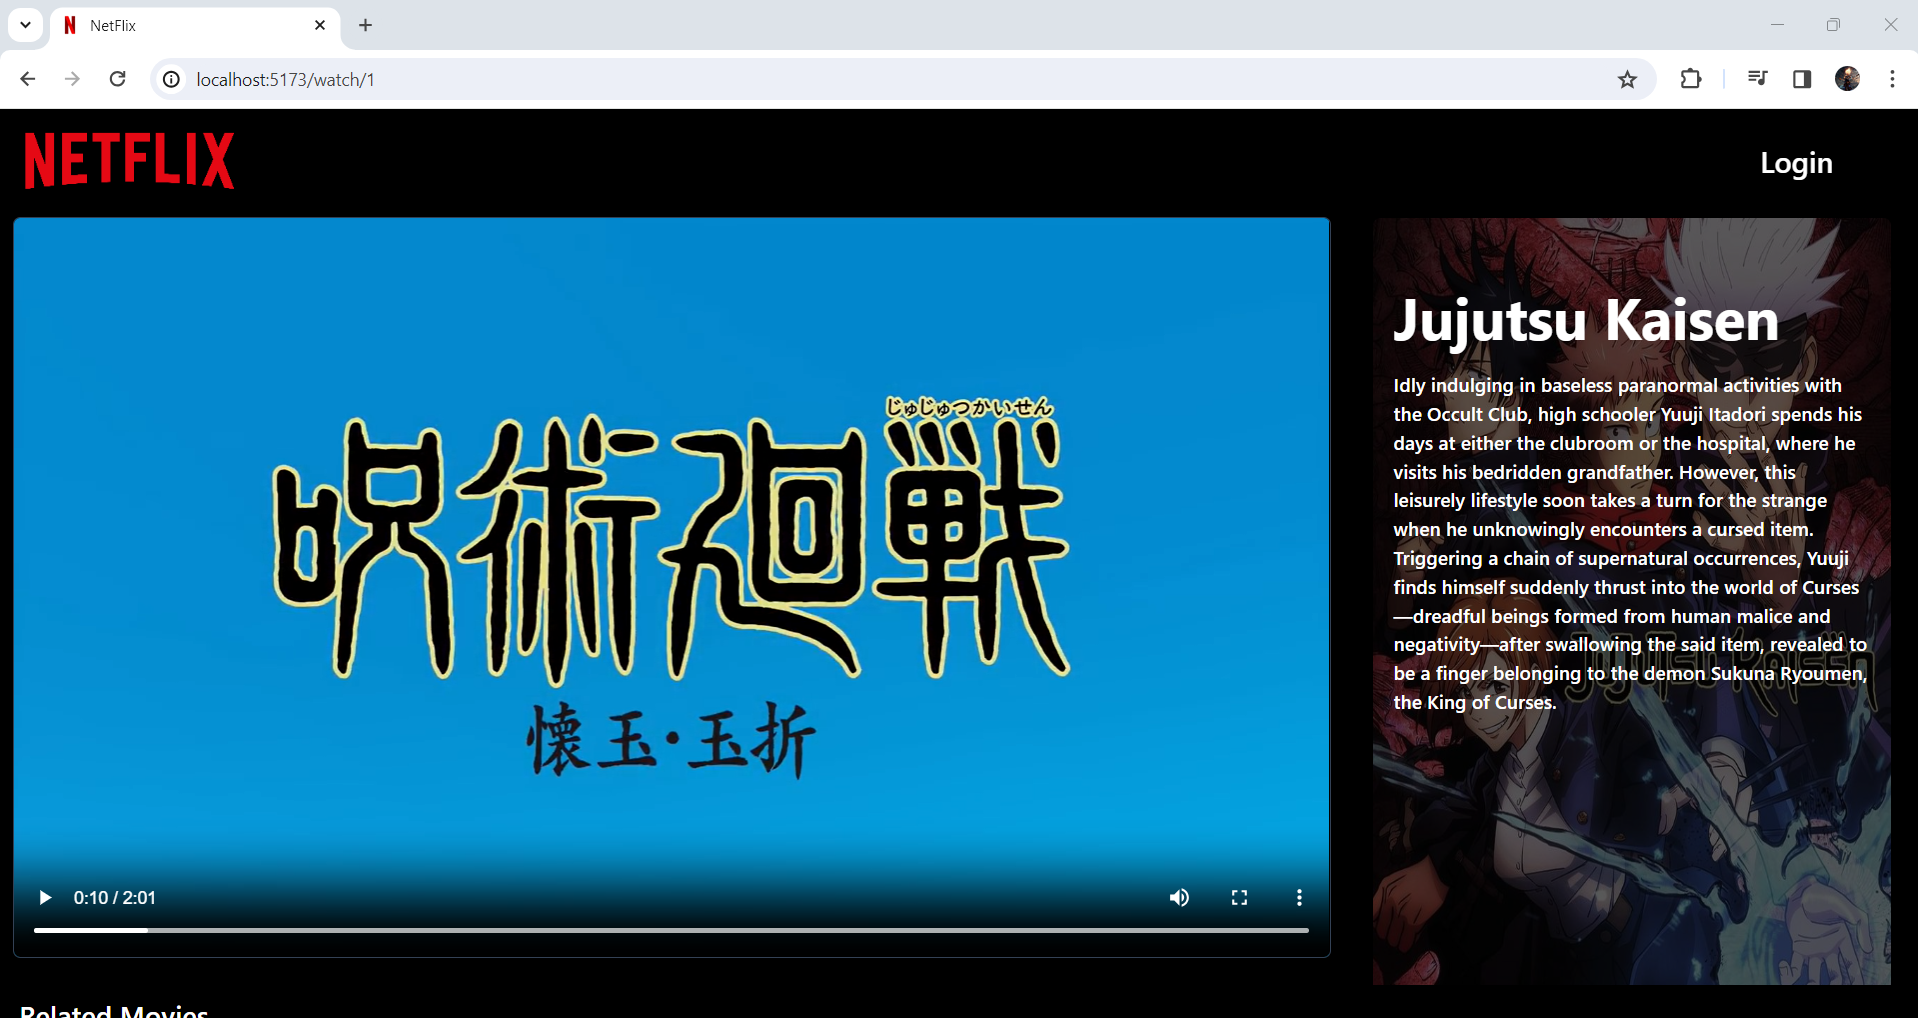 NetFlix
localhost:5173/watch/1
NETFLIX
Login
じゅじゅつかいせん
呪術廻戦
懐玉・玉折
0:10 / 2:01
Jujutsu Kaisen
Idly indulging in baseless paranormal activities with
the Occult Club, high schooler Yuuji Itadori spends his
days at either the clubroom or the hospital, where he
visits his bedridden grandfather. However, this
leisurely lifestyle soon takes a turn for the strange
when he unknowingly encounters a cursed item.
Triggering a chain of supernatural occurrences, Yuuji
finds himself suddenly thrust into the world of Curses
—dreadful beings formed from human malice and
negativity—after swallowing the said item, revealed to
be a finger belonging to the demon Sukuna Ryoumen,
the King of Curses.
JUJUTSU KAISEN
Related Movies